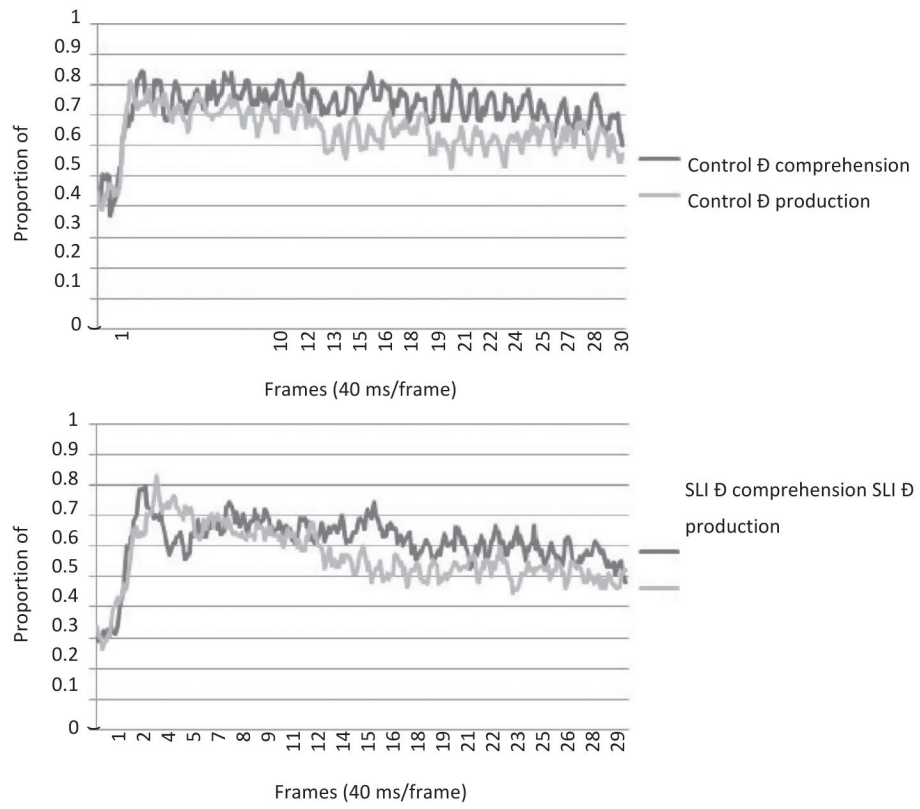 1
0.9
0.8
0.7
0.6
0.5
0.4
0.3
0.2
0.1
0
Proportion of
1 10 12 13 15 16 18 19 21 22 24 25 27 28 30
Frames (40 ms/frame)
Control Đ comprehension
Control Đ production
1
0.9
0.8
0.7
0.6
0.5
0.4
0.3
0.2
0.1
0
Proportion of
1 2 4 5 7 8 9 11 12 14 15 16 18 19 21 22 23 25 26 28 29
Frames (40 ms/frame)
SLI Đ comprehension SLI Đ
production